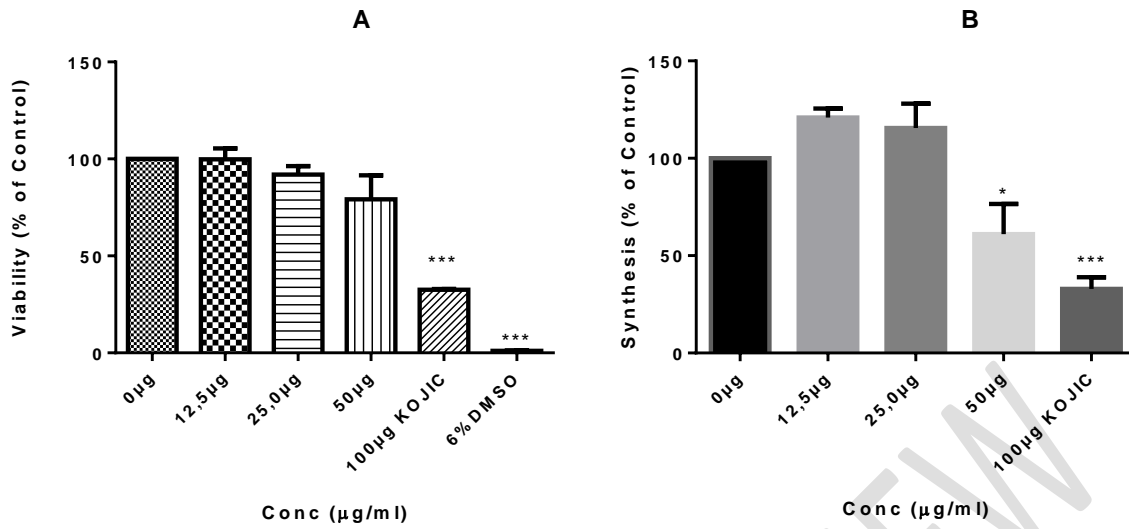 A
Viability (% of Control)
150
100
50
0
***
***
0µg
12,5µg
25,0µg
50µg
100µg KOJIC
6%DMSO
Conc (µg/ml)
B
Synthesis (% of Control)
150
100
50
0
*
***
0µg
12,5µg
25,0µg
50µg
100µg KOJIC
Conc (µg/ml)